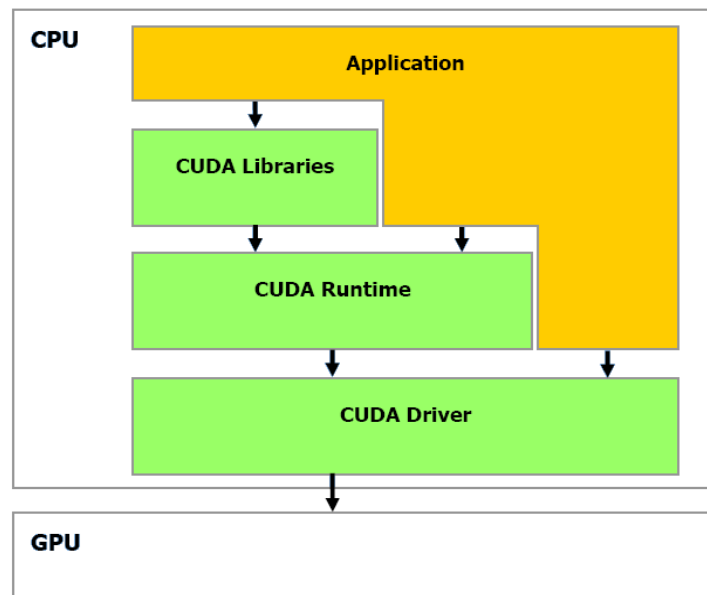 CPU
Application
CUDA Libraries
CUDA Runtime
CUDA Driver
GPU